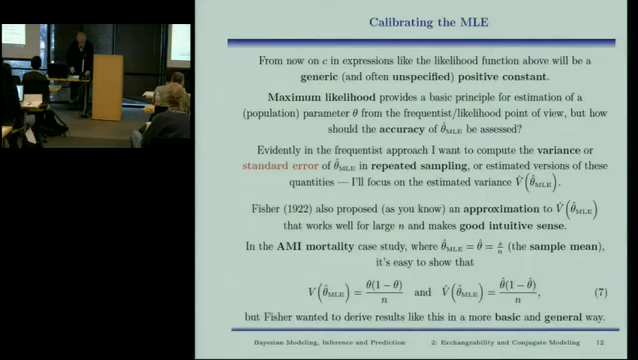 Calibrating the MLE
From now on c in expressions like the likelihood function above will be a
generic (and often unspecified) positive constant.
Maximum likelihood provides a basic principle for estimation of a
(population) parameter θ from the frequentist/likelihood point of view, but how
should the accuracy of θ̂_MLE be assessed?
Evidently in the frequentist approach I want to compute the variance or
standard error of θ̂_MLE in repeated sampling, or estimated versions of these
quantities — I'll focus on the estimated variance V̂(θ̂_MLE).
Fisher (1922) also proposed (as you know) an approximation to V̂(θ̂_MLE)
that works well for large n and makes good intuitive sense.
In the AMI mortality case study, where θ̂_MLE = θ̂ = s/n (the sample mean),
it's easy to show that
V(θ̂_MLE) = θ(1 − θ)/n and V̂(θ̂_MLE) = θ̂(1 − θ̂)/n, (7)
but Fisher wanted to derive results like this in a more basic and general way.
Bayesian Modeling, Inference and Prediction 2: Exchangeability and Conjugate Modeling 12